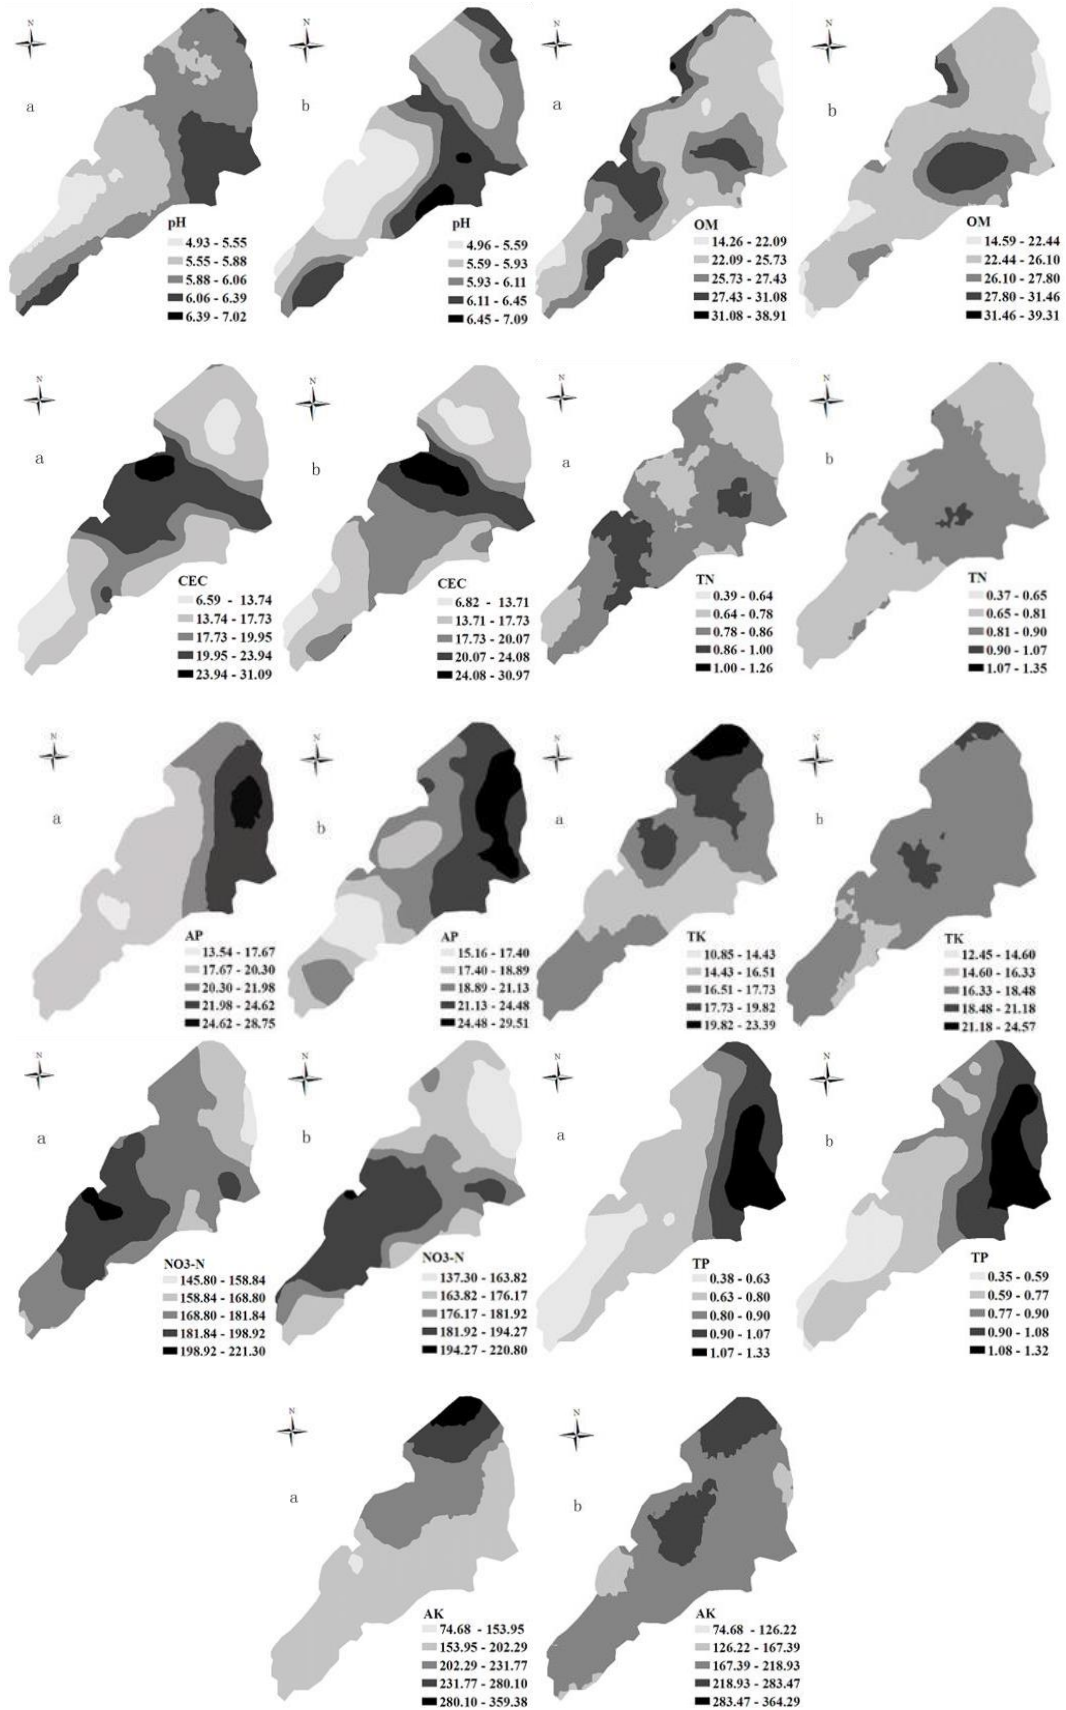 N
a
pH
4.93 - 5.55
5.55 - 5.88
5.88 - 6.06
6.06 - 6.39
6.39 - 7.02
N
b
pH
4.96 - 5.59
5.59 - 5.93
5.93 - 6.11
6.11 - 6.45
6.45 - 7.09
N
a
OM
14.26 - 22.09
22.09 - 25.73
25.73 - 27.43
27.43 - 31.08
31.08 - 38.91
N
b
OM
14.59 - 22.44
22.44 - 26.10
26.10 - 27.80
27.80 - 31.46
31.46 - 39.31
N
a
CEC
6.59 - 13.74
13.74 - 17.73
17.73 - 19.95
19.95 - 23.94
23.94 - 31.09
N
b
CEC
6.82 - 13.71
13.71 - 17.73
17.73 - 20.07
20.07 - 24.08
24.08 - 30.97
N
a
TN
0.39 - 0.64
0.64 - 0.78
0.78 - 0.86
0.86 - 1.00
1.00 - 1.26
N
b
TN
0.37 - 0.65
0.65 - 0.81
0.81 - 0.90
0.90 - 1.07
1.07 - 1.35
N
a
AP
13.54 - 17.67
17.67 - 20.30
20.30 - 21.98
21.98 - 24.62
24.62 - 28.75
N
b
AP
15.16 - 17.40
17.40 - 18.89
18.89 - 21.13
21.13 - 24.48
24.48 - 29.51
N
a
TK
10.85 - 14.43
14.43 - 16.51
16.51 - 17.73
17.73 - 19.82
19.82 - 23.39
N
b
TK
12.45 - 14.60
14.60 - 16.33
16.33 - 18.48
18.48 - 21.18
21.18 - 24.57
N
a
NO3-N
145.80 - 158.84
158.84 - 168.80
168.80 - 181.84
181.84 - 198.92
198.92 - 221.30
N
b
NO3-N
137.30 - 163.82
163.82 - 176.17
176.17 - 181.92
181.92 - 194.27
194.27 - 220.80
N
a
TP
0.38 - 0.63
0.63 - 0.80
0.80 - 0.90
0.90 - 1.07
1.07 - 1.33
N
b
TP
0.35 - 0.59
0.59 - 0.77
0.77 - 0.90
0.90 - 1.08
1.08 - 1.32
N
a
AK
74.68 - 153.95
153.95 - 202.29
202.29 - 231.77
231.77 - 280.10
280.10 - 359.38
N
b
AK
74.68 - 126.22
126.22 - 167.39
167.39 - 218.93
218.93 - 283.47
283.47 - 364.29